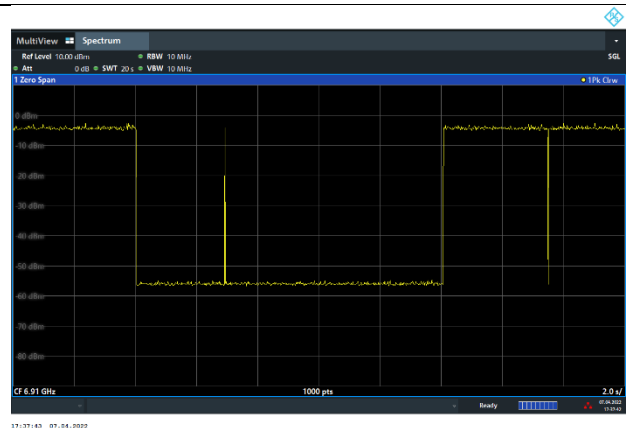 MultiView Spectrum
Ref Level 10.00 dBm RBW 10 MHz SGL
Att 0 dB SWT 20 s VBW 10 MHz
1 Zero Span 1Pk Clrw
0 dBm
-10 dBm
-20 dBm
-30 dBm
-40 dBm
-50 dBm
-60 dBm
-70 dBm
-80 dBm
CF 6.91 GHz 1000 pts 2.0 s/
Ready 07.04.2022
17:37:43
17:37:43 07.04.2022